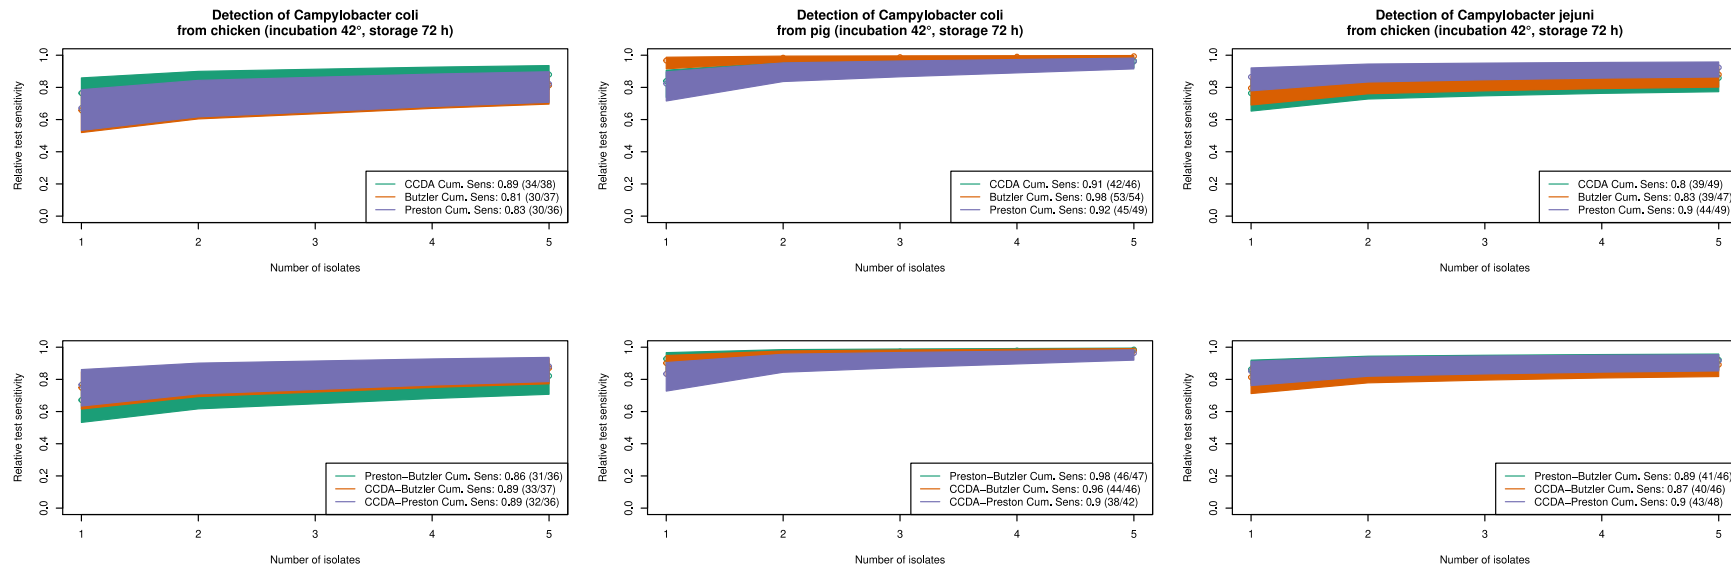 Detection of Campylobacter coli
from chicken (incubation 42°, storage 72 h)
Relative test sensitivity
0.0 0.2 0.4 0.6 0.8 1.0
CCDA Cum. Sens: 0.89 (34/38)
Butzler Cum. Sens: 0.81 (30/37)
Preston Cum. Sens: 0.83 (30/36)
1 2 3 4 5
Number of isolates
Detection of Campylobacter coli
from pig (incubation 42°, storage 72 h)
Relative test sensitivity
0.0 0.2 0.4 0.6 0.8 1.0
CCDA Cum. Sens: 0.91 (42/46)
Butzler Cum. Sens: 0.98 (53/54)
Preston Cum. Sens: 0.92 (45/49)
1 2 3 4 5
Number of isolates
Detection of Campylobacter jejuni
from chicken (incubation 42°, storage 72 h)
Relative test sensitivity
0.0 0.2 0.4 0.6 0.8 1.0
CCDA Cum. Sens: 0.8 (39/49)
Butzler Cum. Sens: 0.83 (39/47)
Preston Cum. Sens: 0.9 (44/49)
1 2 3 4 5
Number of isolates
Relative test sensitivity
0.0 0.2 0.4 0.6 0.8 1.0
Preston−Butzler Cum. Sens: 0.86 (31/36)
CCDA−Butzler Cum. Sens: 0.89 (33/37)
CCDA−Preston Cum. Sens: 0.89 (32/36)
1 2 3 4 5
Number of isolates
Relative test sensitivity
0.0 0.2 0.4 0.6 0.8 1.0
Preston−Butzler Cum. Sens: 0.98 (46/47)
CCDA−Butzler Cum. Sens: 0.96 (44/46)
CCDA−Preston Cum. Sens: 0.9 (38/42)
1 2 3 4 5
Number of isolates
Relative test sensitivity
0.0 0.2 0.4 0.6 0.8 1.0
Preston−Butzler Cum. Sens: 0.89 (41/46)
CCDA−Butzler Cum. Sens: 0.87 (40/46)
CCDA−Preston Cum. Sens: 0.9 (43/48)
1 2 3 4 5
Number of isolates